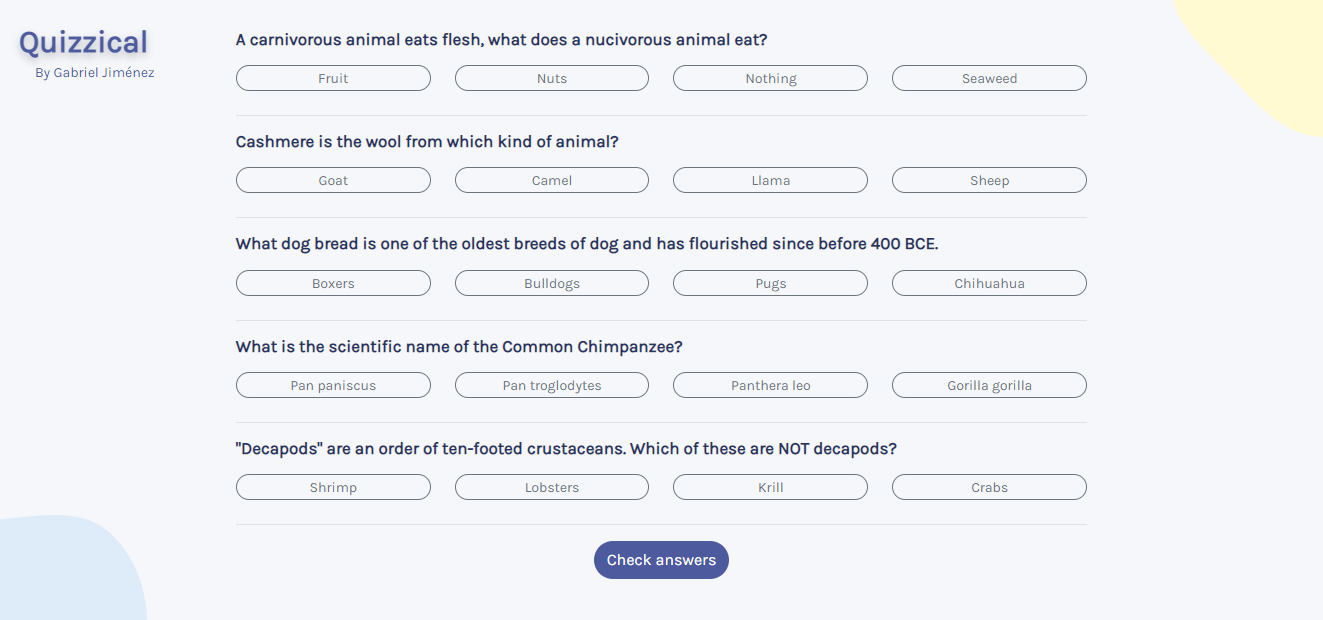 Quizzical
By Gabriel Jiménez
A carnivorous animal eats flesh, what does a nucivorous animal eat?
Fruit Nuts Nothing Seaweed
Cashmere is the wool from which kind of animal?
Goat Camel Llama Sheep
What dog bread is one of the oldest breeds of dog and has flourished since before 400 BCE.
Boxers Bulldogs Pugs Chihuahua
What is the scientific name of the Common Chimpanzee?
Pan paniscus Pan troglodytes Panthera leo Gorilla gorilla
"Decapods" are an order of ten-footed crustaceans. Which of these are NOT decapods?
Shrimp Lobsters Krill Crabs
Check answers